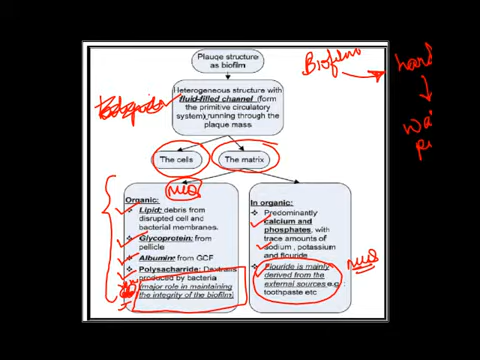 Plaque structure
as biofilm
Biofilm
Heterogeneous structure with
fluid-filled channel (form
the primitive circulatory
system),running through the
plaque mass
The cells
The matrix
MCQ
Organic:
Lipid: debris from
disrupted cell and
bacterial membranes.
Glycoprotein: from
pellicle
Albumin: from GCF
Polysacharride: Dextrans
produced by bacteria
(major role in maintaining
the integrity of the biofilm)
In organic:
Predominantly
calcium and
phosphates, with
trace amounts of
sodium, potassium
and flouride
Flouride is mainly
derived from the
external sources e.g :
toothpaste etc
MCQ